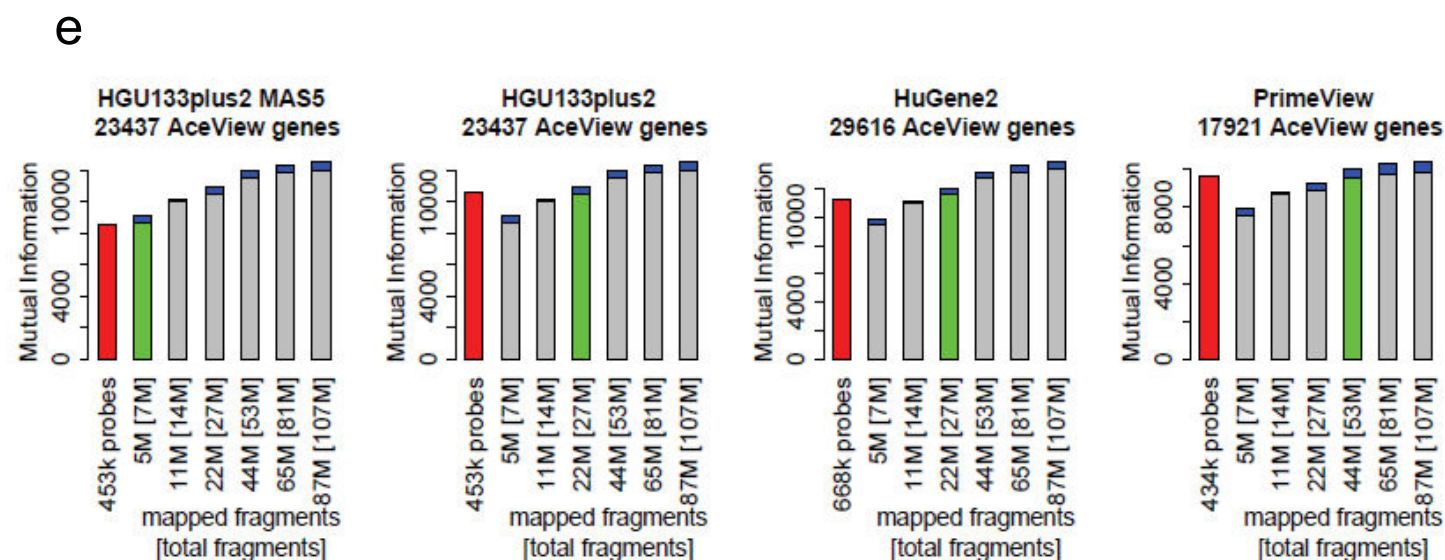 e
HGU133plus2 MAS5
23437 AceView genes
Mutual Information
0
4000
10000
453k probes
5M [7M]
11M [14M]
22M [27M]
44M [53M]
65M [81M]
87M [107M]
mapped fragments
[total fragments]
HGU133plus2
23437 AceView genes
Mutual Information
0
4000
10000
453k probes
5M [7M]
11M [14M]
22M [27M]
44M [53M]
65M [81M]
87M [107M]
mapped fragments
[total fragments]
HuGene2
29616 AceView genes
Mutual Information
0
4000
10000
668k probes
5M [7M]
11M [14M]
22M [27M]
44M [53M]
65M [81M]
87M [107M]
mapped fragments
[total fragments]
PrimeView
17921 AceView genes
Mutual Information
0
4000
8000
434k probes
5M [7M]
11M [14M]
22M [27M]
44M [53M]
65M [81M]
87M [107M]
mapped fragments
[total fragments]